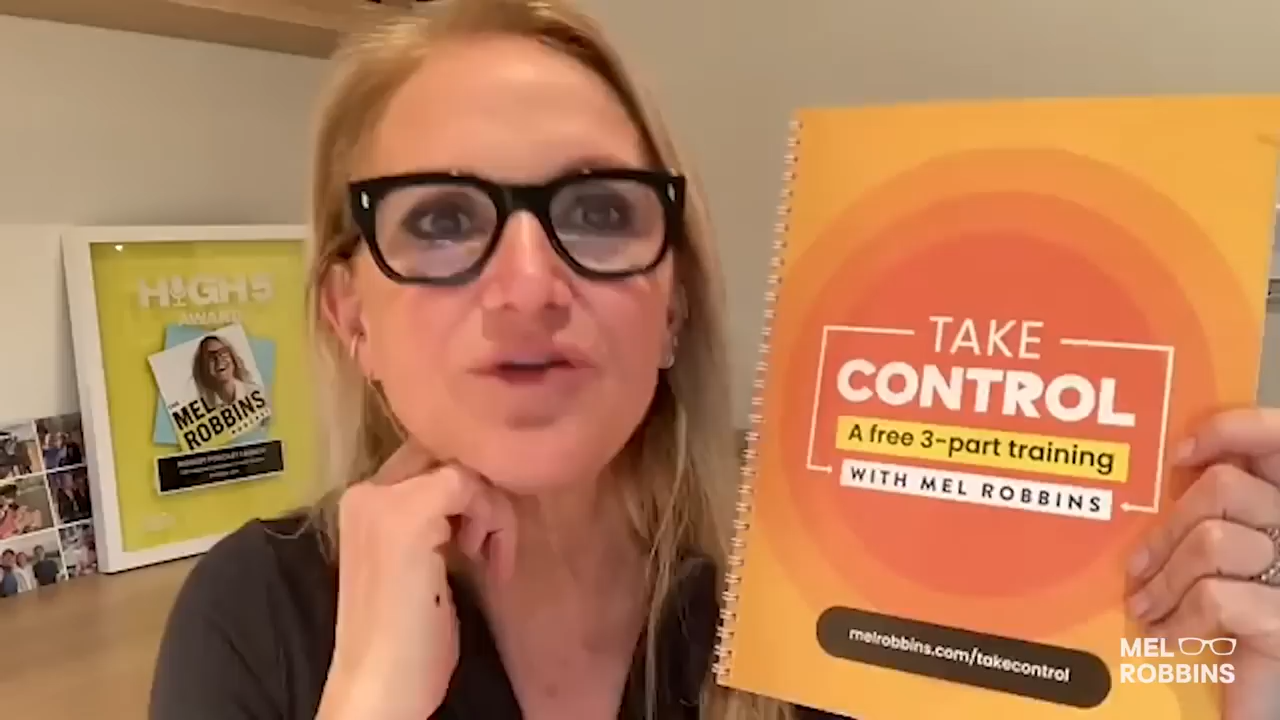 HIGH5
AWARD
THE
MEL
ROBBINS
PODCAST
TAKE
CONTROL
A free 3-part training
WITH MEL ROBBINS
melrobbins.com/takecontrol
MEL
ROBBINS